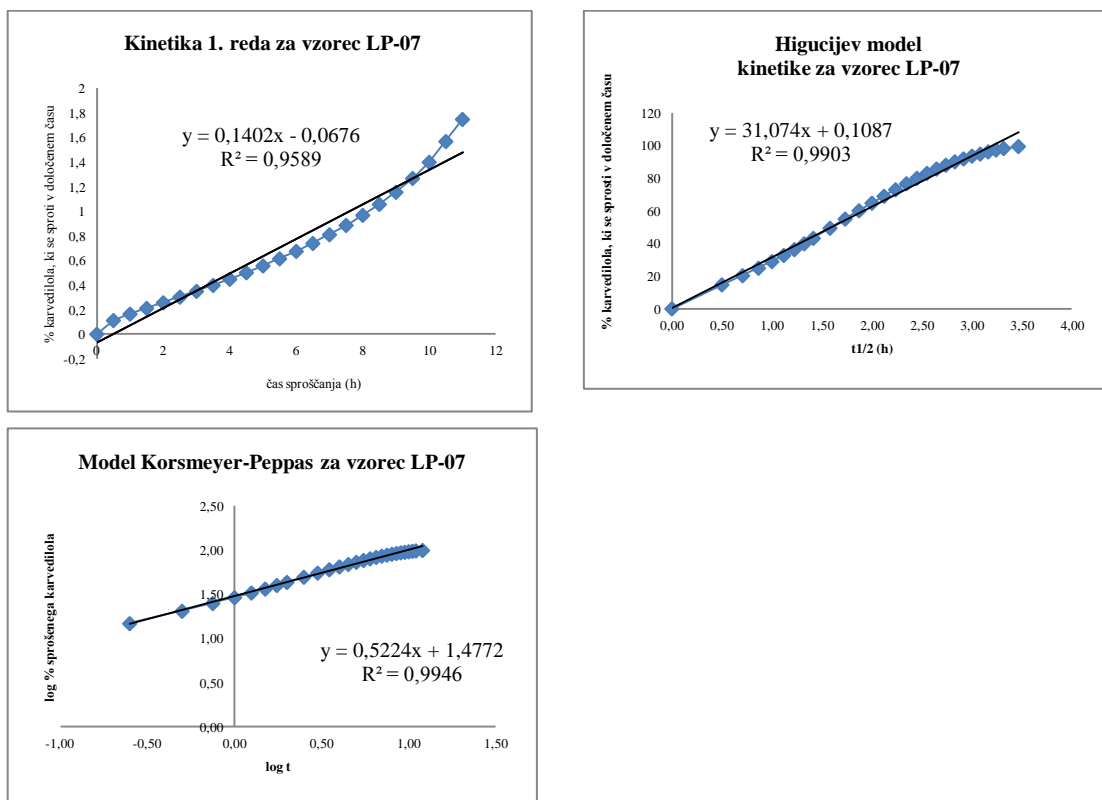 Kinetika 1. reda za vzorec LP-07
% karvedilola, ki se sproti v določenem času
2
1,8
1,6
1,4
1,2
1
0,8
0,6
0,4
0,2
0
-0,2
y = 0,1402x - 0,0676
R² = 0,9589
0 2 4 6 8 10 12
čas sproščanja (h)
Higucijev model
kinetike za vzorec LP-07
% karvedilola, ki se sprosti v določenem času
120
100
80
60
40
20
0
y = 31,074x + 0,1087
R² = 0,9903
0,00 0,50 1,00 1,50 2,00 2,50 3,00 3,50 4,00
t1/2 (h)
Model Korsmeyer-Peppas za vzorec LP-07
log % sprošenega karvedilola
2,50
2,00
1,50
1,00
0,50
0,00
y = 0,5224x + 1,4772
R² = 0,9946
-1,00 -0,50 0,00 0,50 1,00 1,50
log t